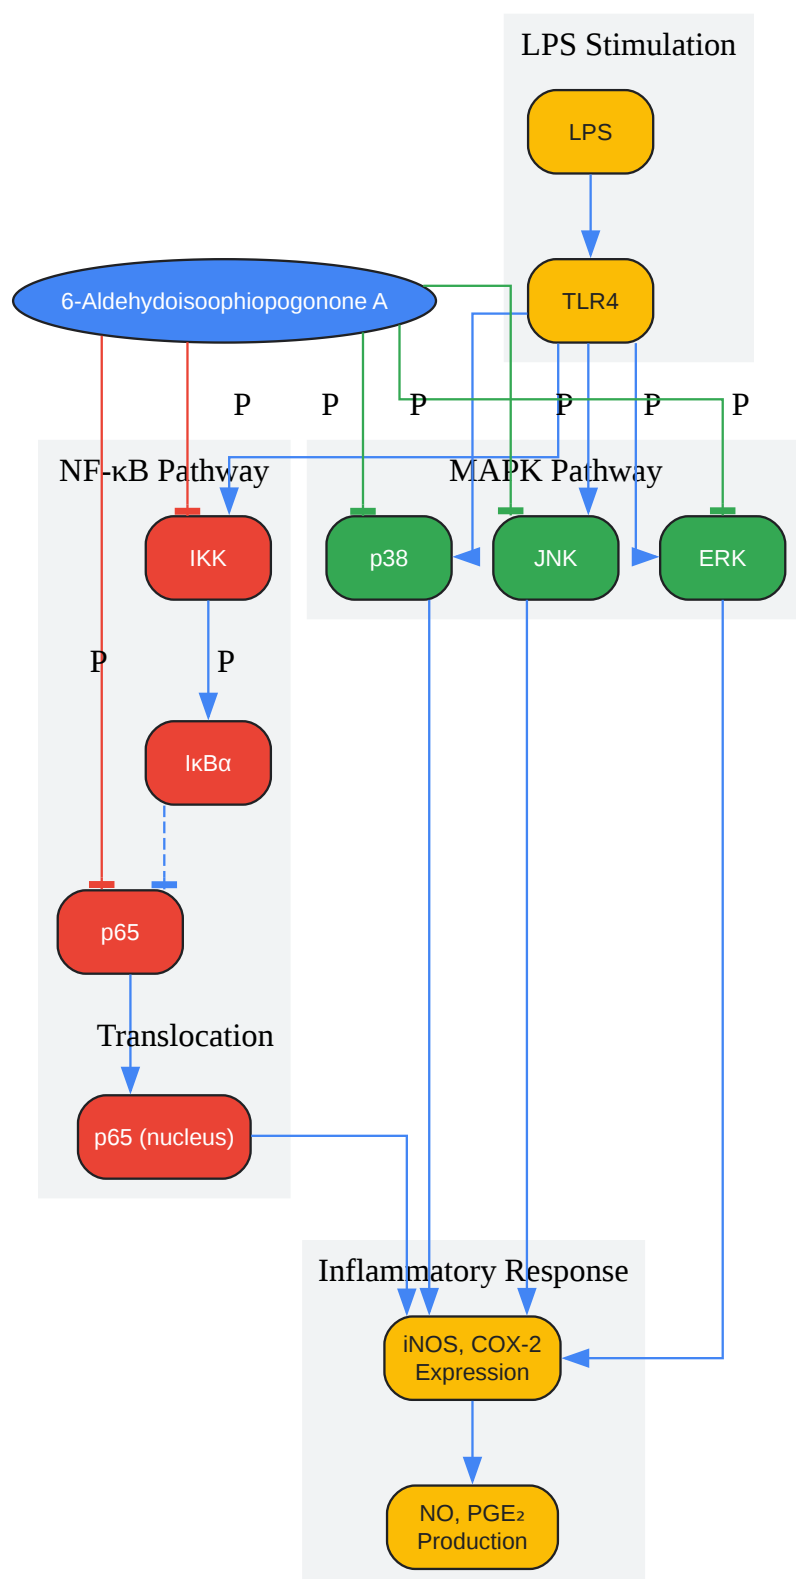 LPS Stimulation
LPS
6-Aldehydoisoophiopogonone A
TLR4
P
P
P
P
P
P
NF-κB Pathway
MAPK Pathway
IKK
p38
JNK
ERK
P
P
IκBα
p65
Translocation
p65 (nucleus)
Inflammatory Response
iNOS, COX-2
Expression
NO, PGE₂
Production